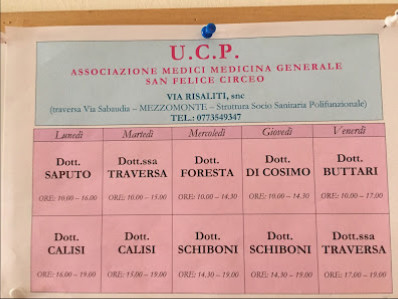 U.C.P.
ASSOCIAZIONE MEDICI MEDICINA GENERALE
SAN FELICE CIRCEO
VIA RISALITI, snc
(traversa Via Sabaudia – MEZZOMONTE – Struttura Socio Sanitaria Polifunzionale)
TEL.: 0773549347
Lunedì Martedì Mercoledì Giovedì Venerdì
Dott. Dott.ssa Dott. Dott. Dott.
SAPUTO TRAVERSA FORESTA DI COSIMO BUTTARI
ORE: 10.00 – 16.00 ORE: 10.00 – 15.00 ORE: 10.00 – 14.30 ORE: 10.00 – 14.30 ORE: 10.00 – 17.00
Dott. Dott. Dott. Dott. Dott.ssa
CALISI CALISI SCHIBONI SCHIBONI TRAVERSA
ORE: 16.00 – 19.00 ORE: 15.00 – 19.00 ORE: 14.30 – 19.00 ORE: 14.30 – 19.00 ORE: 17.00 – 19.00